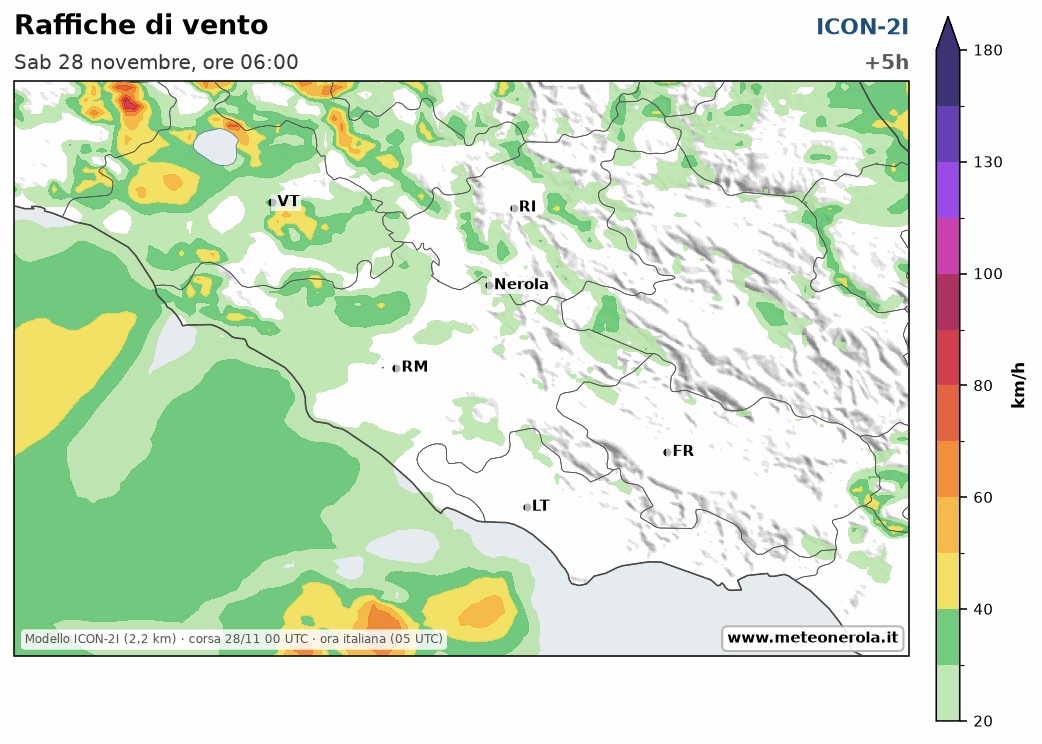 Raffiche di vento
ICON-2I
Sab 28 novembre, ore 06:00
+5h
180
130
100
80
60
40
20
km/h
VT
RI
Nerola
RM
FR
LT
Modello ICON-2I (2,2 km) · corsa 28/11 00 UTC · ora italiana (05 UTC)
www.meteonerola.it